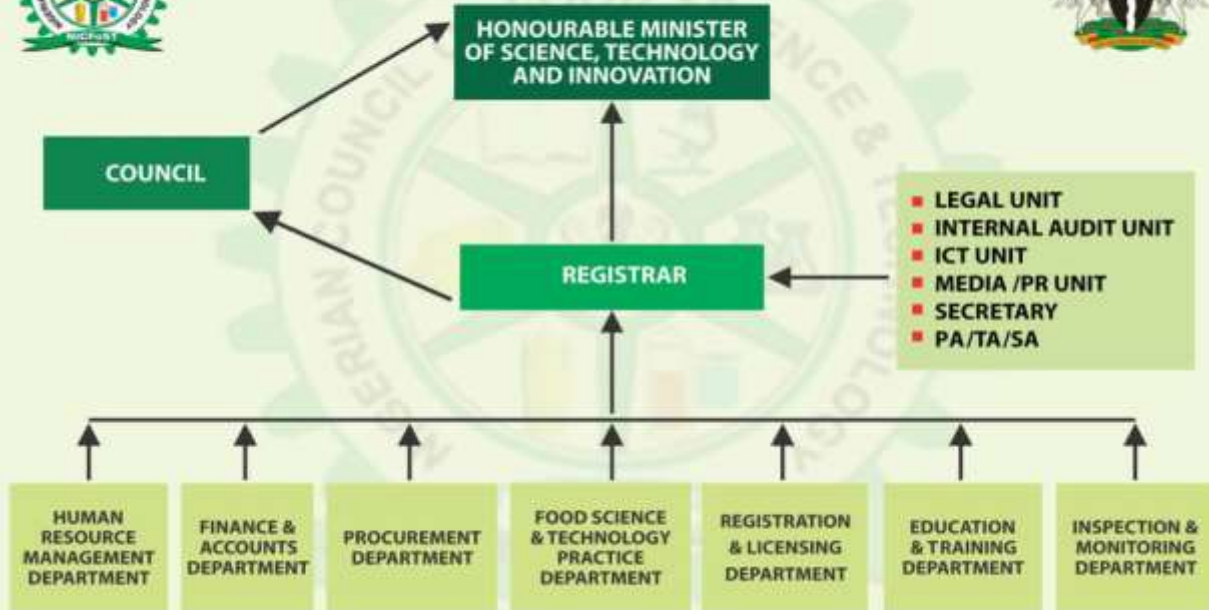 NICFoST
HONOURABLE MINISTER
OF SCIENCE, TECHNOLOGY
AND INNOVATION
COUNCIL
LEGAL UNIT
INTERNAL AUDIT UNIT
ICT UNIT
MEDIA /PR UNIT
SECRETARY
PA/TA/SA
REGISTRAR
HUMAN
RESOURCE
MANAGEMENT
DEPARTMENT
FINANCE &
ACCOUNTS
DEPARTMENT
PROCUREMENT
DEPARTMENT
FOOD SCIENCE
& TECHNOLOGY
PRACTICE
DEPARTMENT
REGISTRATION
& LICENSING
DEPARTMENT
EDUCATION
& TRAINING
DEPARTMENT
INSPECTION &
MONITORING
DEPARTMENT